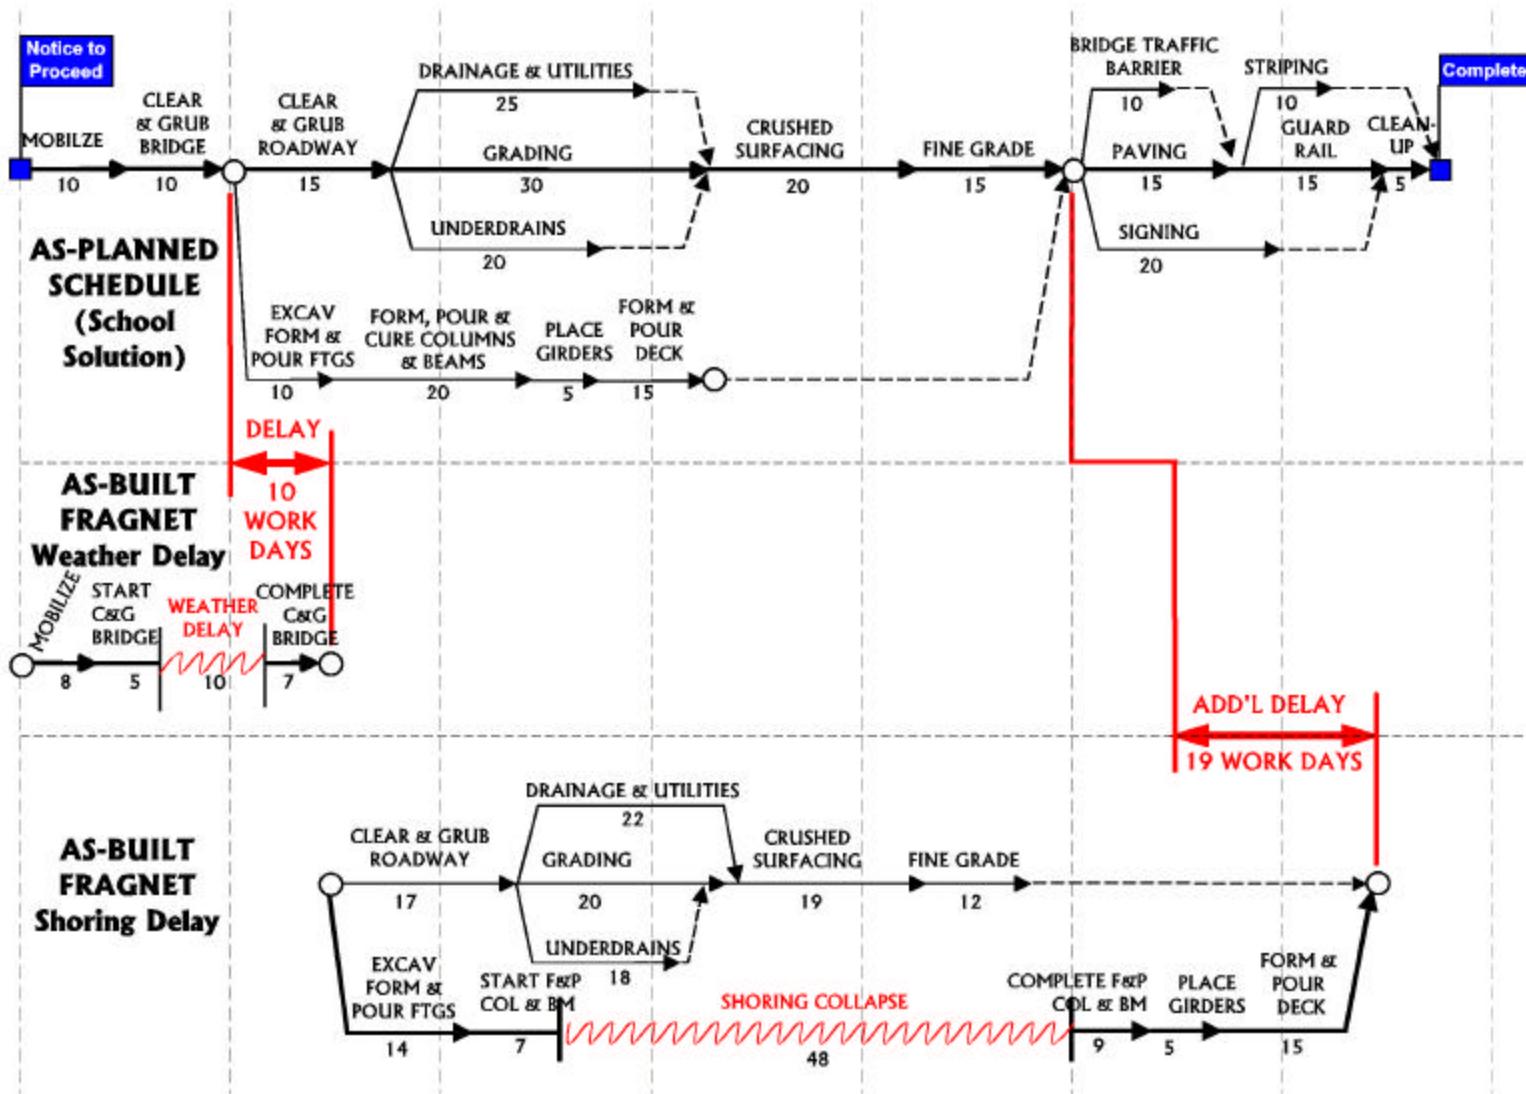 Notice to
Proceed
Complete
MOBILZE
10
CLEAR
& GRUB
BRIDGE
10
CLEAR
& GRUB
ROADWAY
15
DRAINAGE & UTILITIES
25
GRADING
30
UNDERDRAINS
20
CRUSHED
SURFACING
20
FINE GRADE
15
BRIDGE TRAFFIC
BARRIER
10
PAVING
15
SIGNING
20
STRIPING
10
GUARD
RAIL
15
CLEAN-
UP
5
AS-PLANNED
SCHEDULE
(School
Solution)
EXCAV
FORM &
POUR FTGS
10
FORM, POUR &
CURE COLUMNS
& BEAMS
20
PLACE
GIRDERS
5
FORM &
POUR
DECK
15
DELAY
10
WORK
DAYS
AS-BUILT
FRAGNET
Weather Delay
MOBILIZE
8
START
C&G
BRIDGE
5
WEATHER
DELAY
10
COMPLETE
C&G
BRIDGE
7
ADD'L DELAY
19 WORK DAYS
AS-BUILT
FRAGNET
Shoring Delay
CLEAR & GRUB
ROADWAY
17
DRAINAGE & UTILITIES
22
GRADING
20
UNDERDRAINS
18
CRUSHED
SURFACING
19
FINE GRADE
12
EXCAV
FORM &
POUR FTGS
14
START F&P
COL & BM
7
SHORING COLLAPSE
48
COMPLETE F&P
COL & BM
9
PLACE
GIRDERS
5
FORM &
POUR
DECK
15